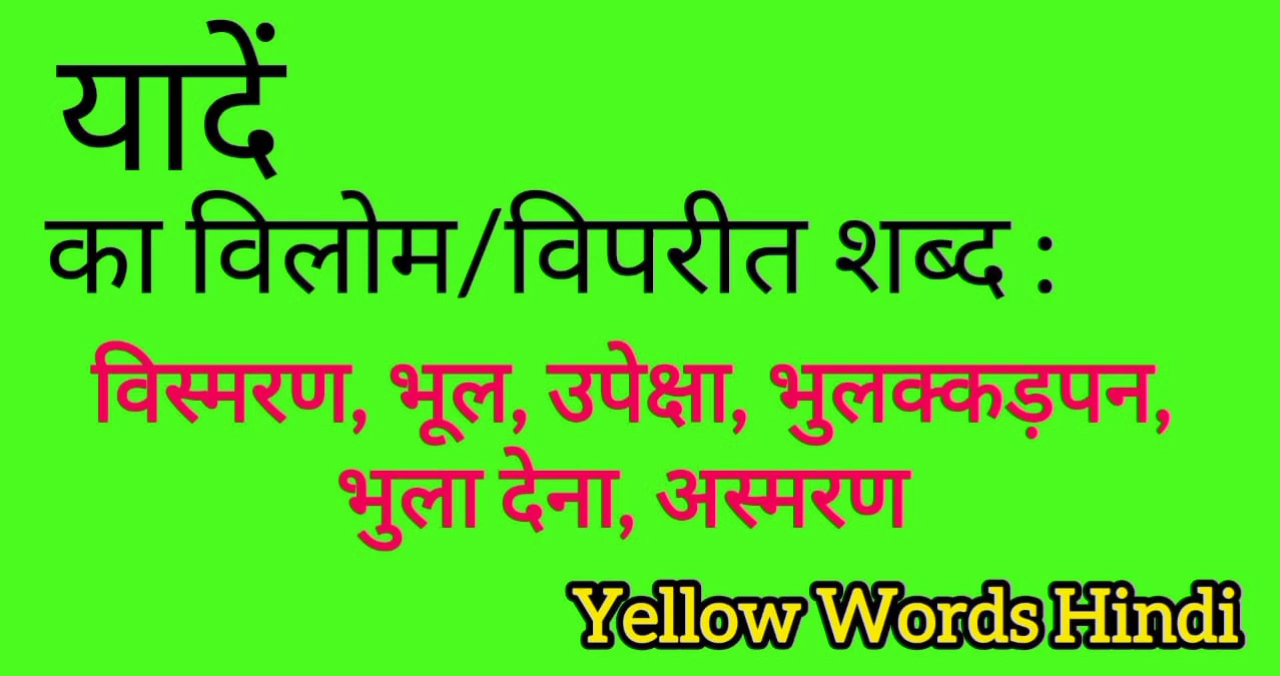 यादें
का विलोम/विपरीत शब्द :
विस्मरण, भूल, उपेक्षा, भुलक्कड़पन,
भुला देना, अस्मरण
Yellow Words Hindi